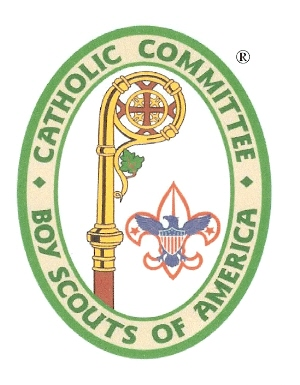 CATHOLIC COMMITTEE
®
BOY SCOUTS OF AMERICA